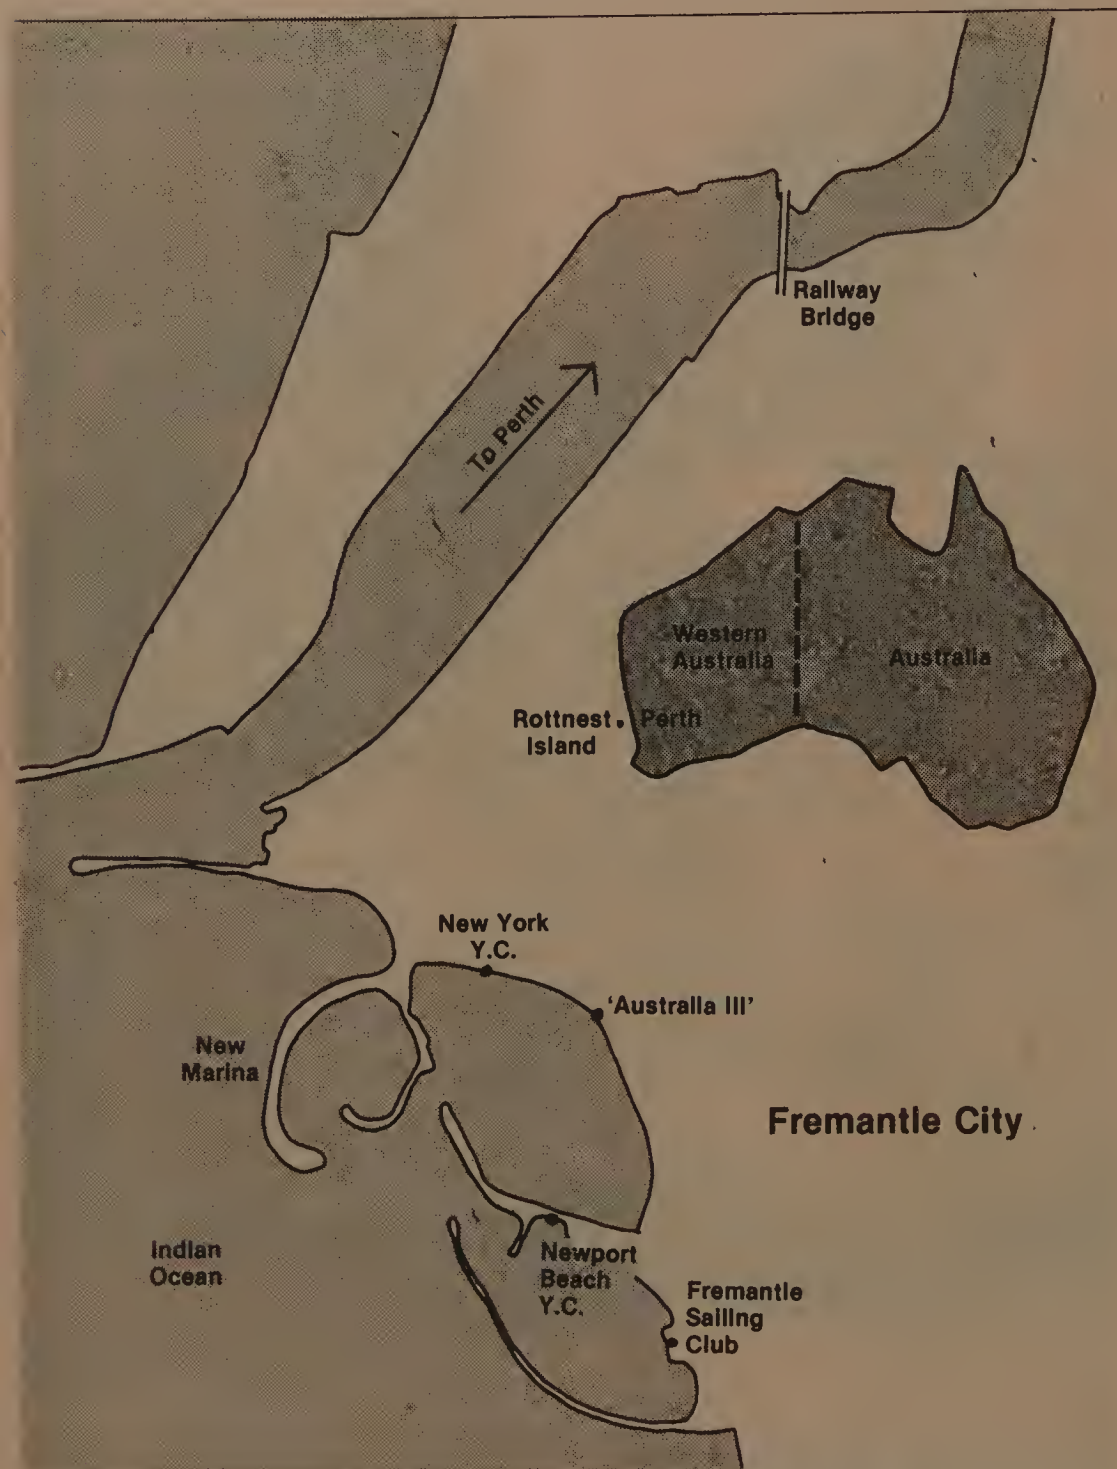 Railway
Bridge
To Perth
Western
Australia
Australia
Rottnest
Island
Perth
New York
Y.C.
'Australia III'
New
Marina
Fremantle City
Indian
Ocean
Newport
Beach
Y.C.
Fremantle
Sailing
Club